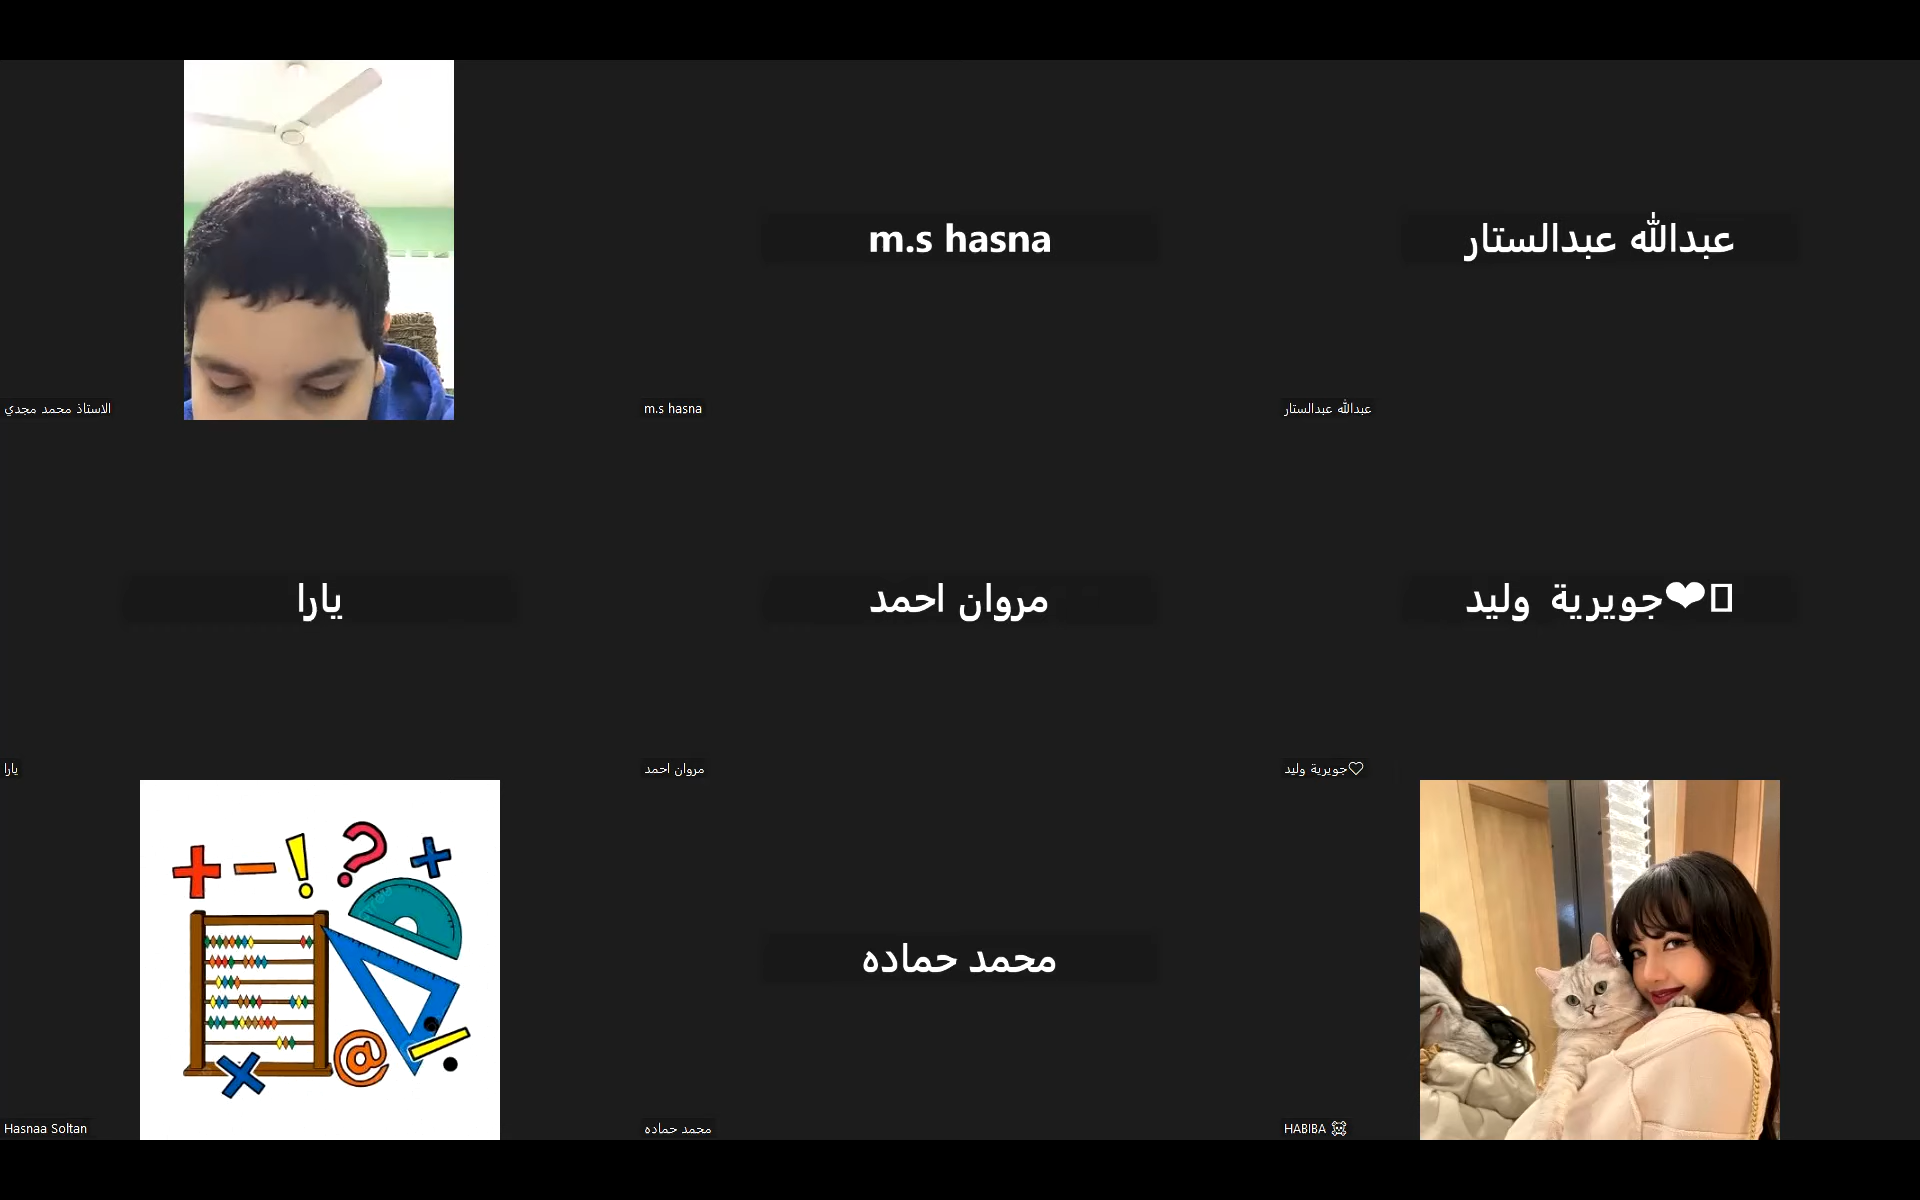 m.s hasna
عبدالله عبدالستار
الاستاذ محمد مجدي
m.s hasna
عبدالله عبدالستار
يارا
مروان احمد
❤جويرية وليد
يارا
مروان احمد
♡جويرية وليد
+ − ! ? +
× @ ÷
محمد حماده
Hasnaa Soltan
محمد حماده
HABIBA ☠